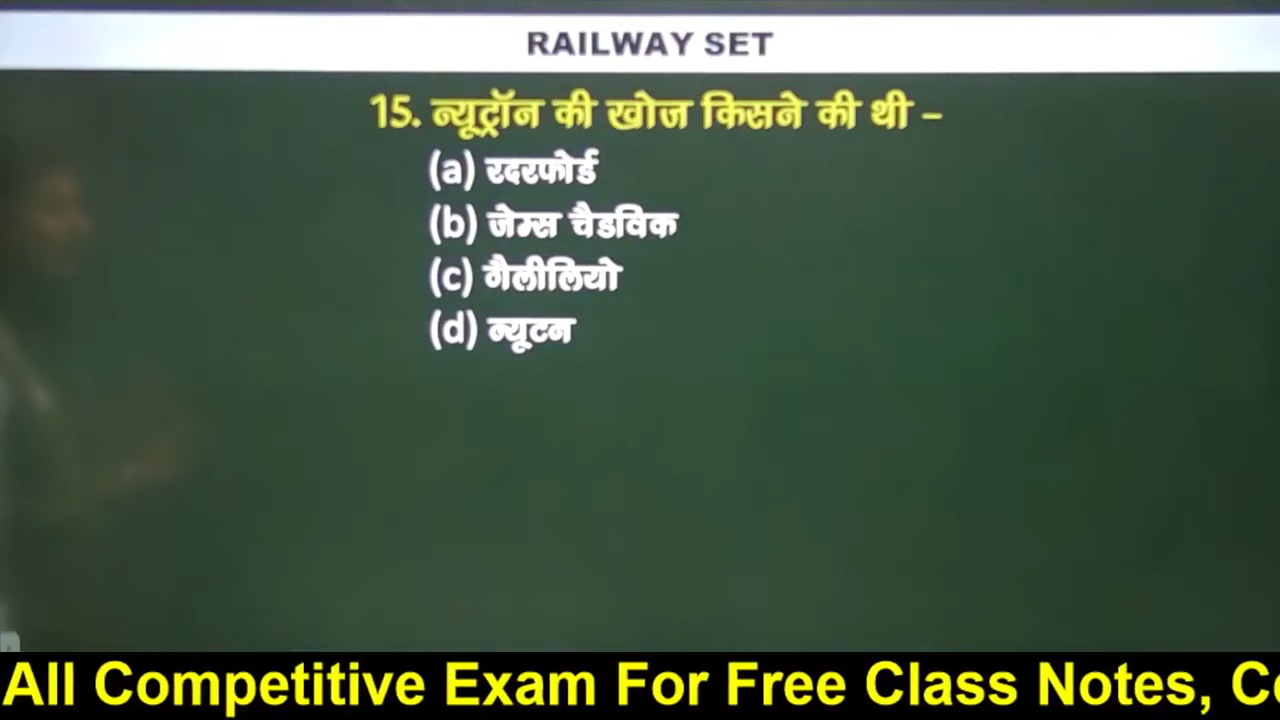 RAILWAY SET
15. न्यूट्रॉन की खोज किसने की थी –
(a) रदरफोर्ड
(b) जेम्स चैडविक
(c) गैलीलियो
(d) न्यूटन
All Competitive Exam For Free Class Notes,